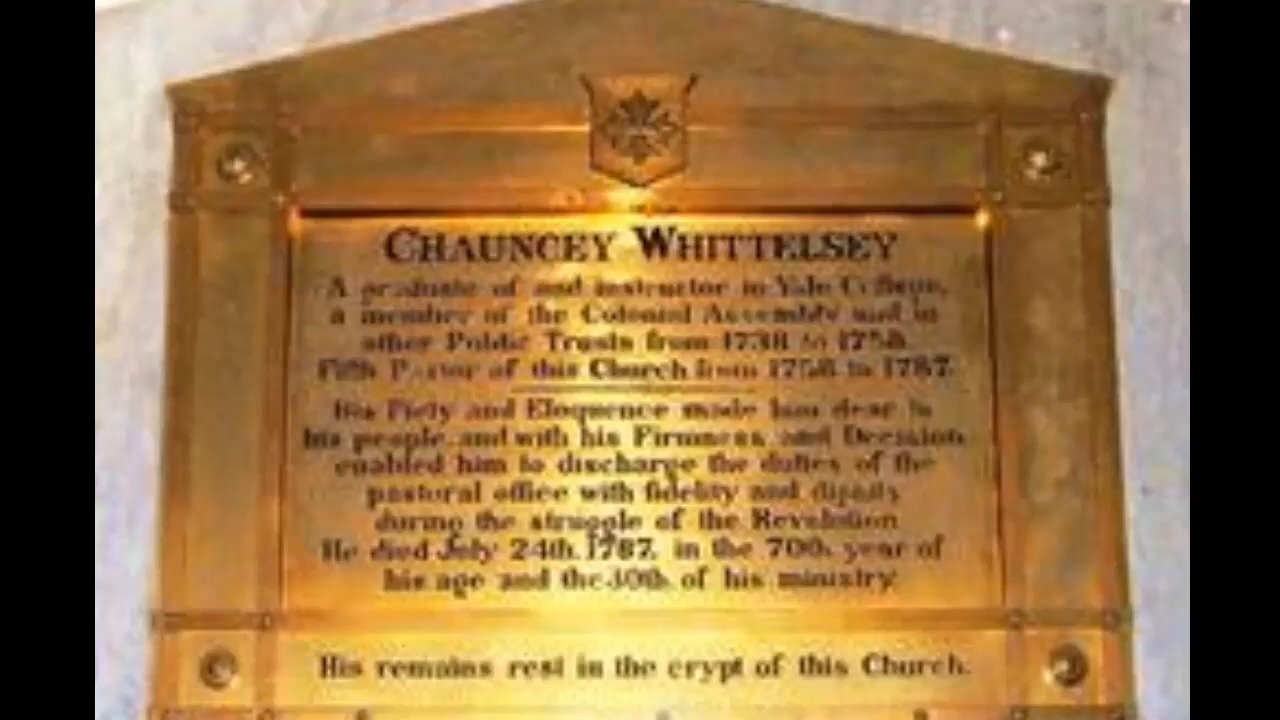 CHAUNCEY WHITTELSEY
A graduate of and instructor in Yale College,
a member of the Colonial Assembly and in
other Public Trusts from 1738 to 1758.
Fifth Pastor of this Church from 1758 to 1787.
His Piety and Eloquence made him dear to
his people, and with his Firmness and Decision
enabled him to discharge the duties of the
pastoral office with fidelity and dignity
during the struggle of the Revolution
He died July 24th, 1787, in the 70th year of
his age and the 30th of his ministry
His remains rest in the crypt of this Church.